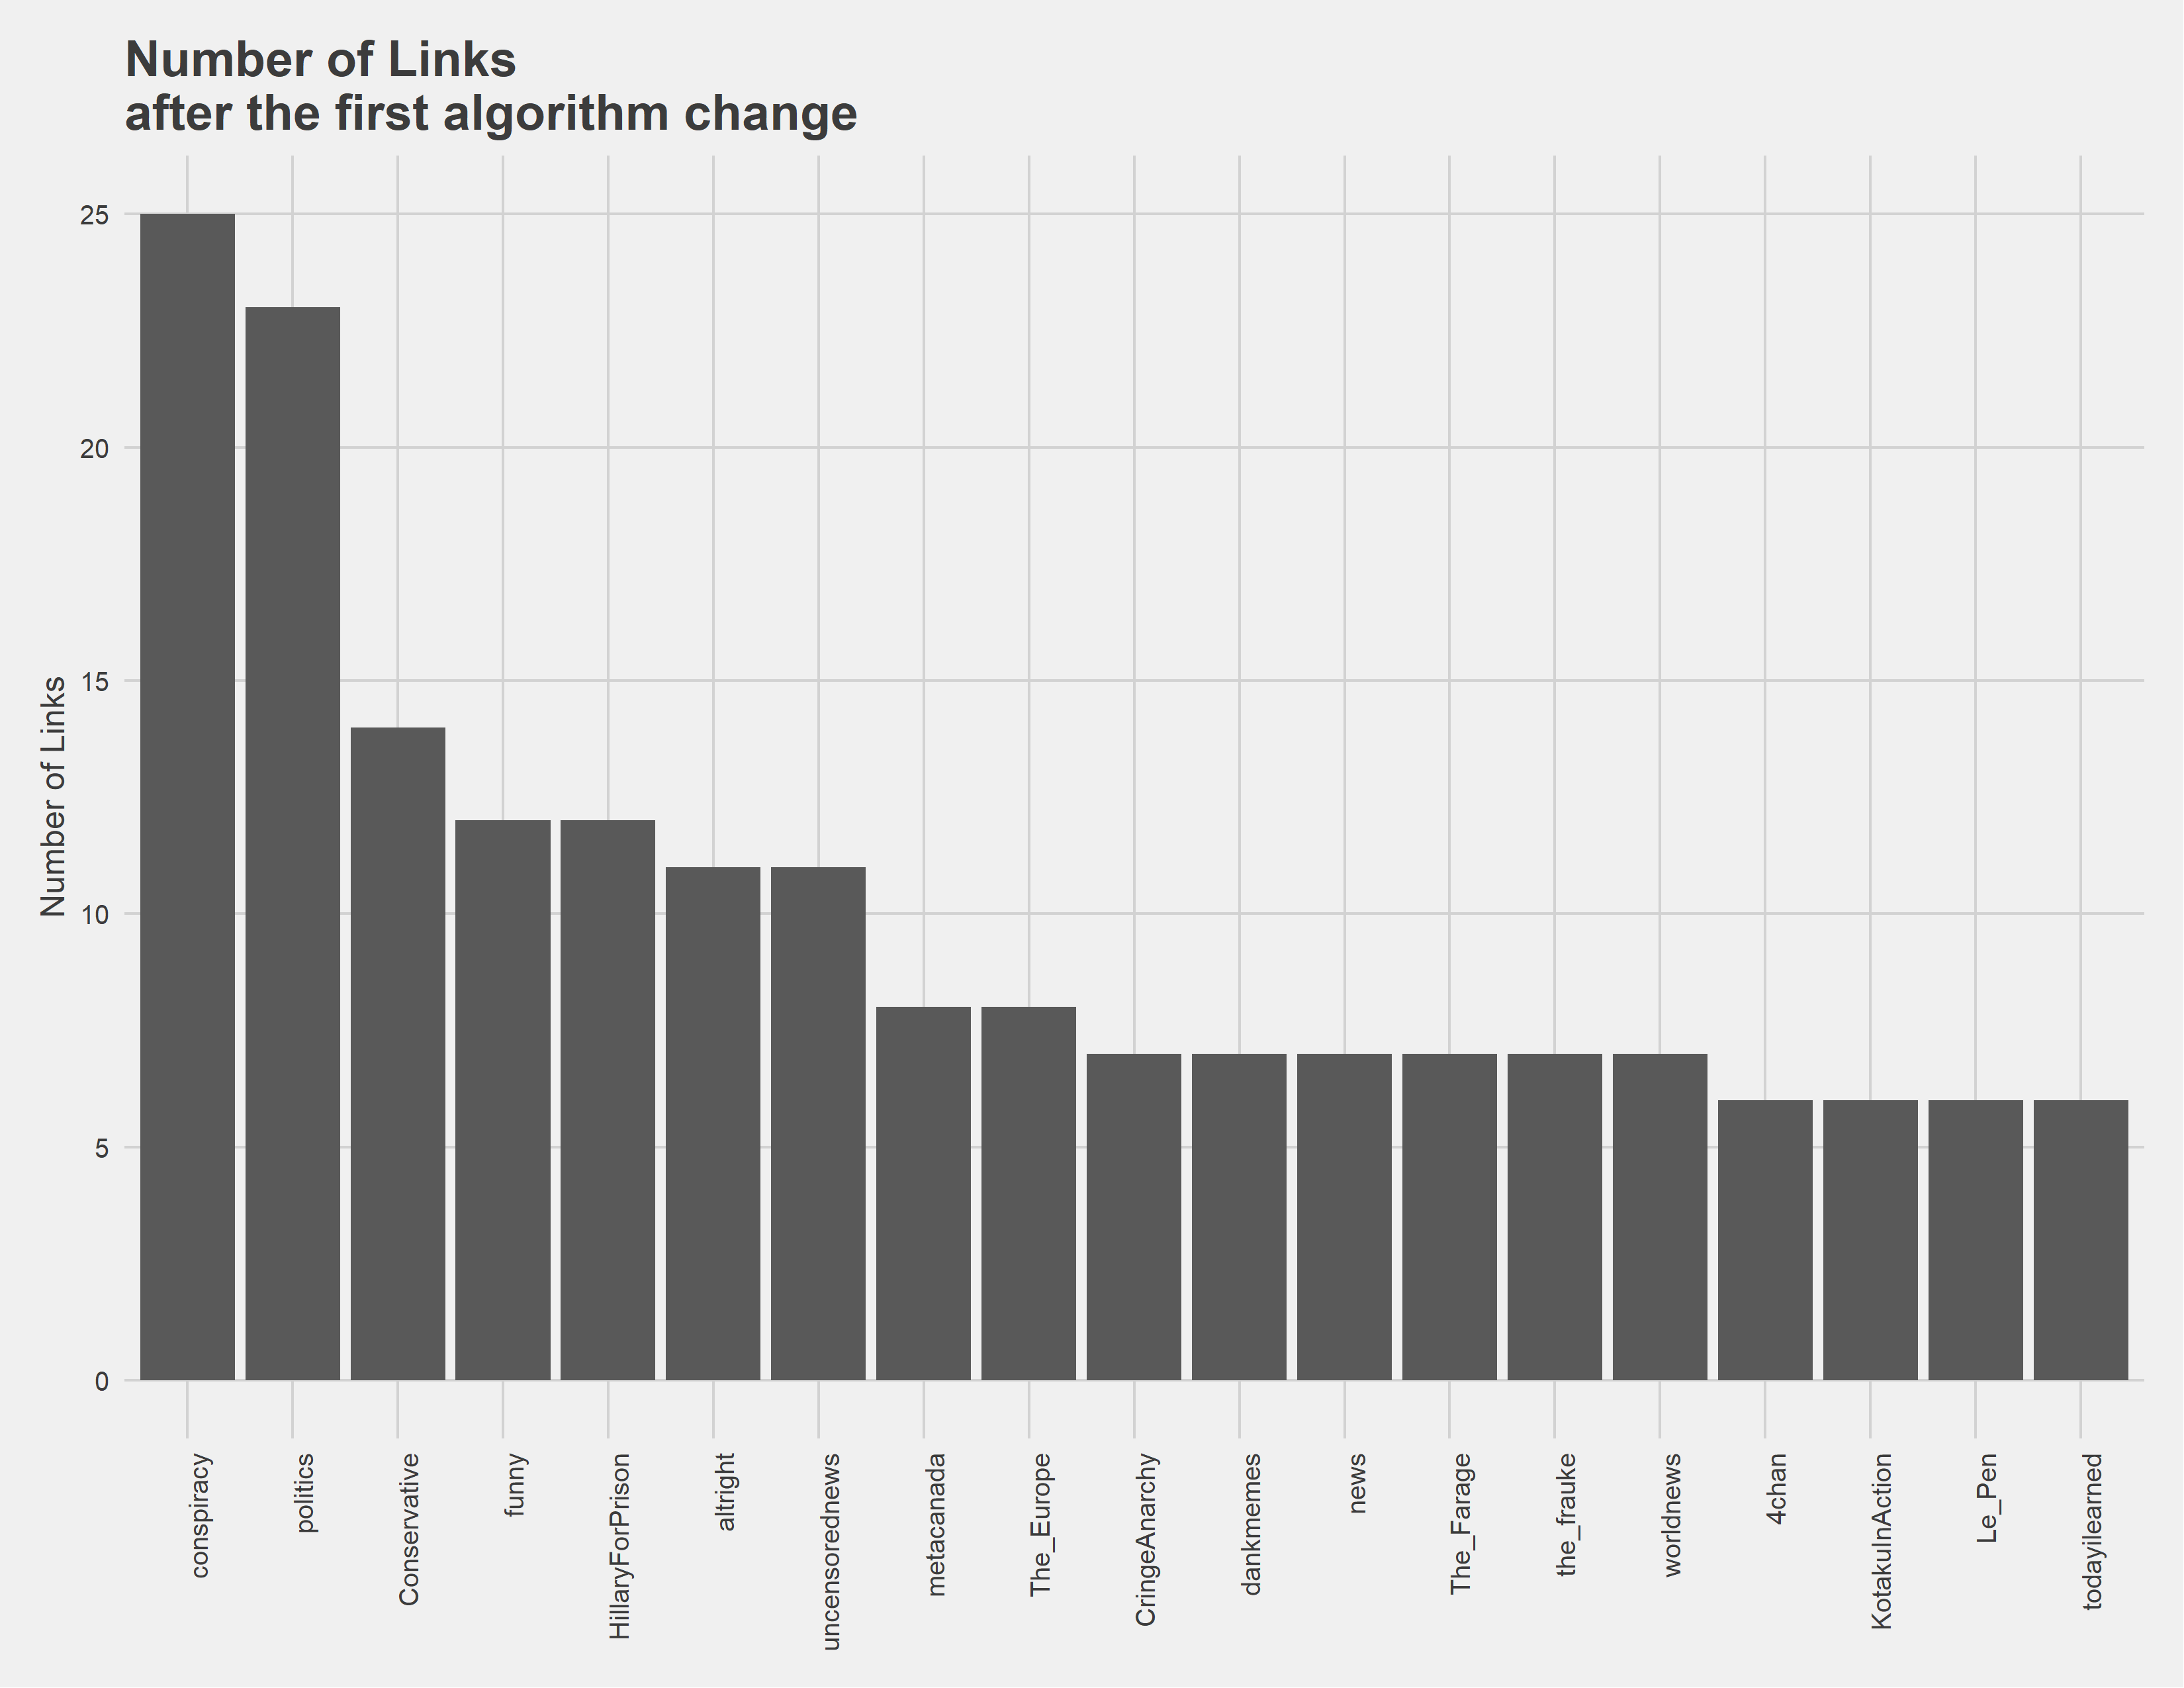 Number of Links
after the first algorithm change
Number of Links
25
20
15
10
5
0
conspiracy
politics
Conservative
funny
HillaryForPrison
altright
uncensorednews
metacanada
The_Europe
CringeAnarchy
dankmemes
news
The_Farage
the_frauke
worldnews
4chan
KotakuInAction
Le_Pen
todayilearned